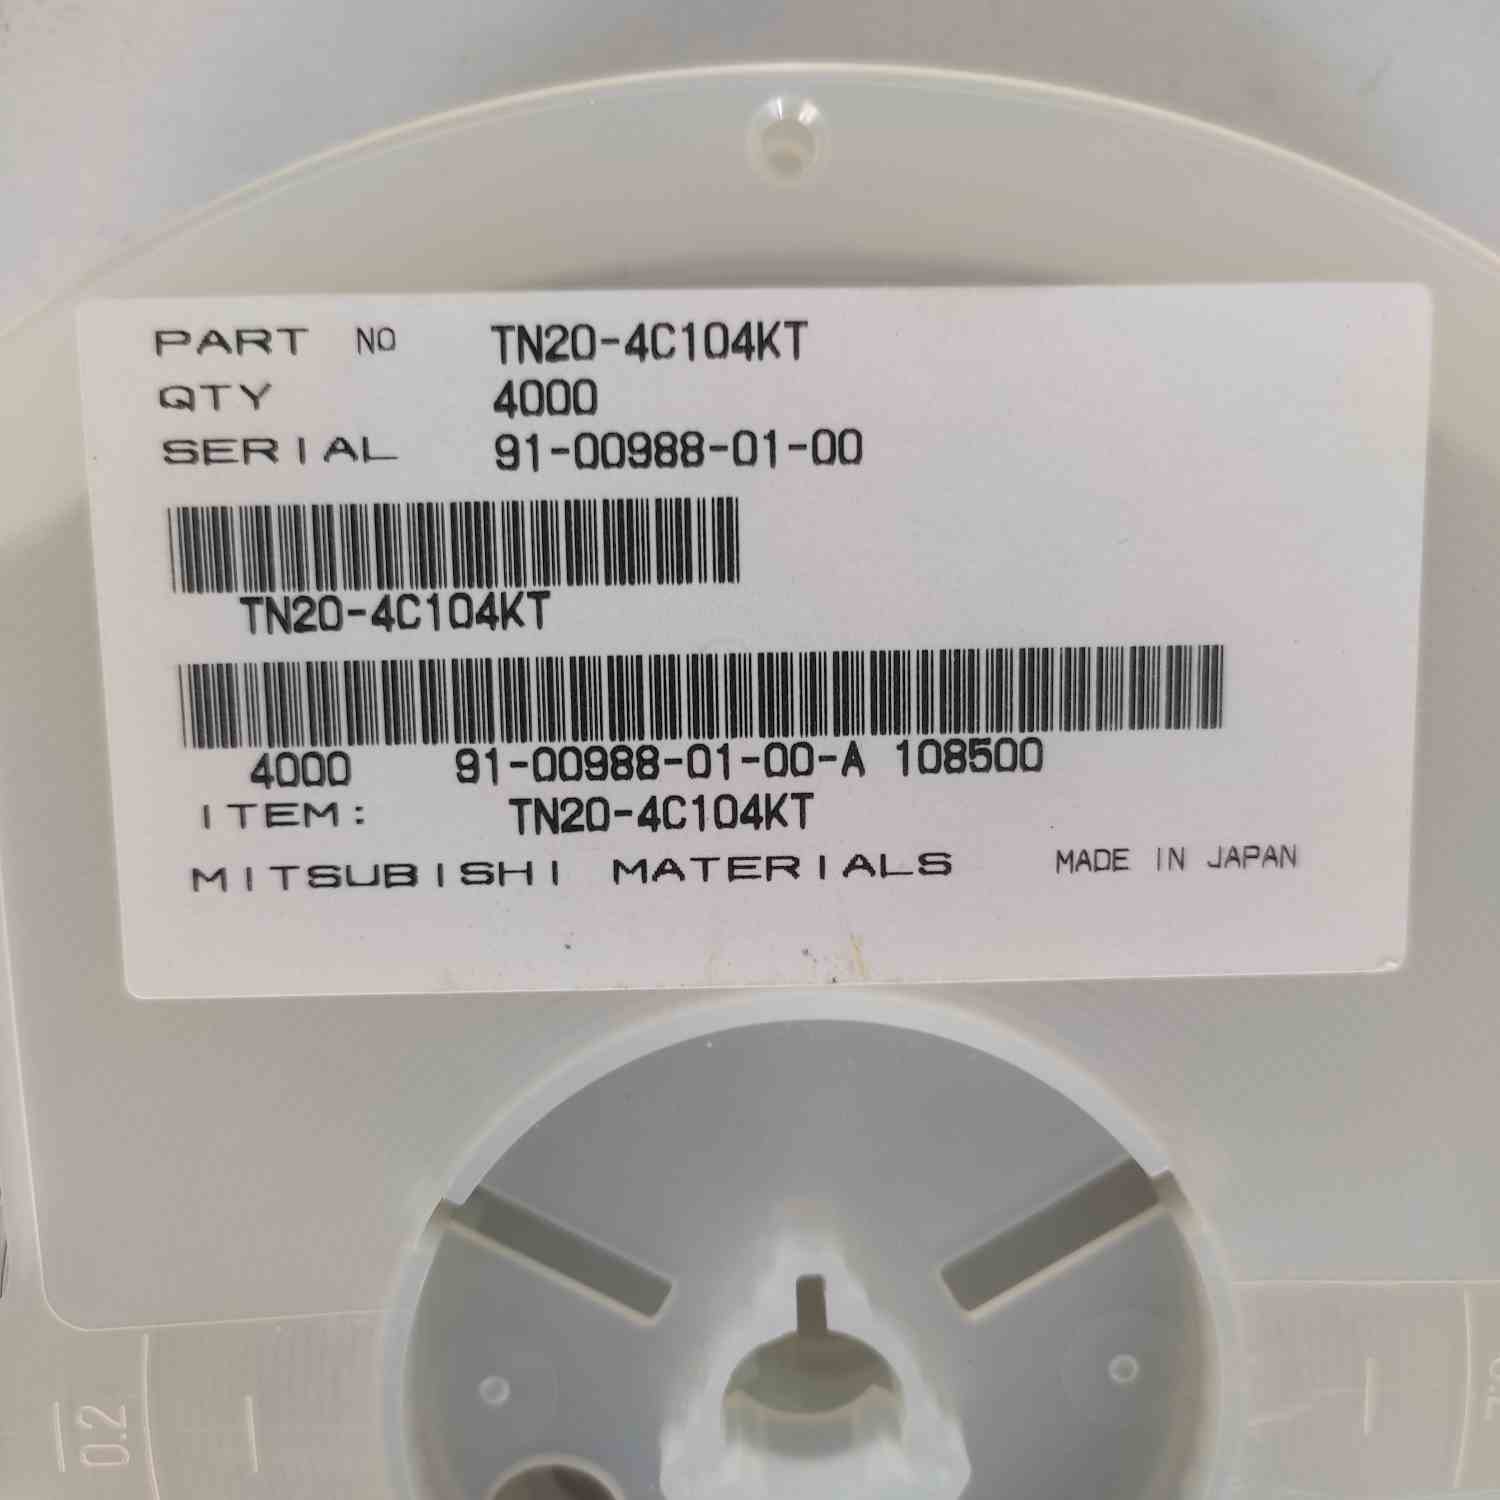 PART NO TN20-4C104KT
QTY 4000
SERIAL 91-00988-01-00
TN20-4C104KT
4000 91-00988-01-00-A 108500
ITEM: TN20-4C104KT
MITSUBISHI MATERIALS MADE IN JAPAN
0.2